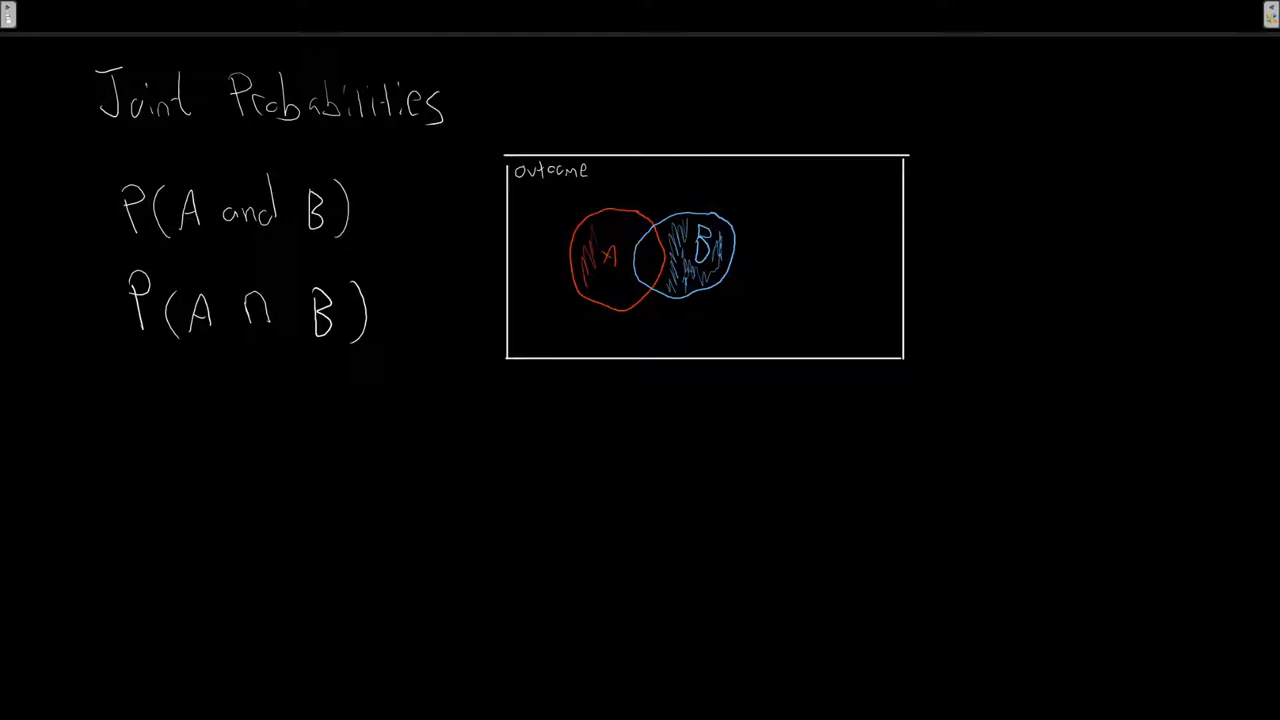 Joint Probabilities
P(A and B)
P(A ∩ B)
outcome
A
B